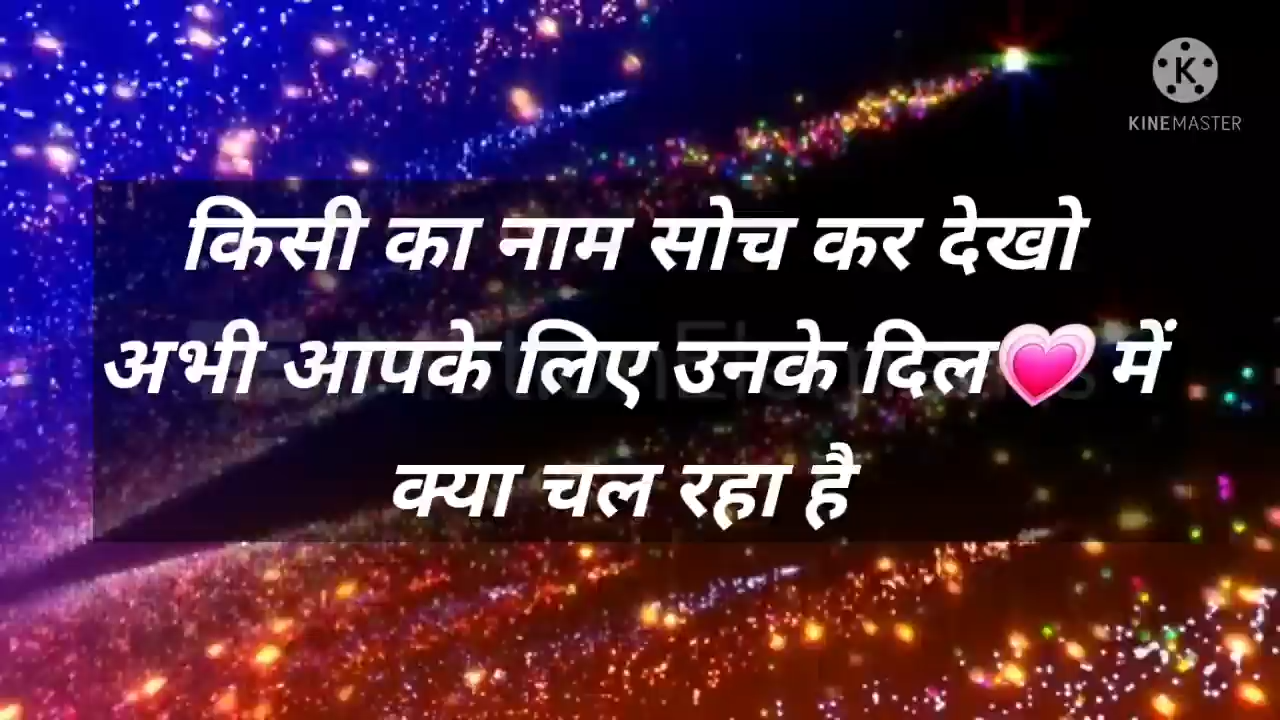 K
KINEMASTER
किसी का नाम सोच कर देखो
अभी आपके लिए उनके दिल💗 में
क्या चल रहा है